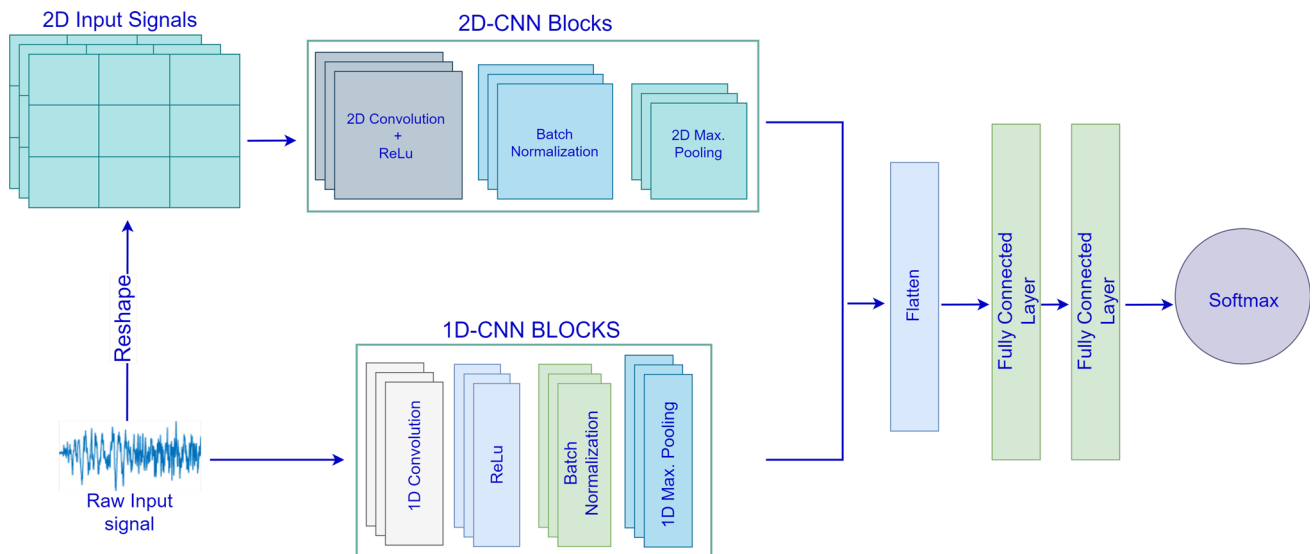 2D Input Signals
2D-CNN Blocks
2D Convolution
+
ReLu
Batch
Normalization
2D Max.
Pooling
Reshape
Raw Input
signal
1D-CNN BLOCKS
1D Convolution
ReLu
Batch
Normalization
1D Max. Pooling
Flatten
Fully Connected
Layer
Fully Connected
Layer
Softmax